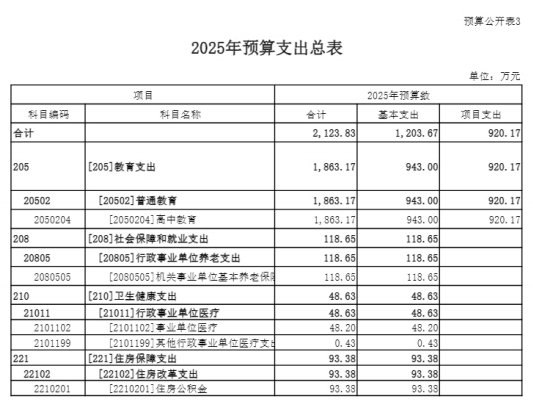 预算公开表3
2025年预算支出总表
单位：万元
项目 2025年预算数
科目编码 科目名称 合计 基本支出 项目支出
合计 2,123.83 1,203.67 920.17
205 [205]教育支出 1,863.17 943.00 920.17
20502 [20502]普通教育 1,863.17 943.00 920.17
2050204 [2050204]高中教育 1,863.17 943.00 920.17
208 [208]社会保障和就业支出 118.65 118.65
20805 [20805]行政事业单位养老支出 118.65 118.65
2080505 [2080505]机关事业单位基本养老保 118.65 118.65
210 [210]卫生健康支出 48.63 48.63
21011 [21011]行政事业单位医疗 48.63 48.63
2101102 [2101102]事业单位医疗 48.20 48.20
2101199 [2101199]其他行政事业单位医疗支 0.43 0.43
221 [221]住房保障支出 93.38 93.38
22102 [22102]住房改革支出 93.38 93.38
2210201 [2210201]住房公积金 93.38 93.38